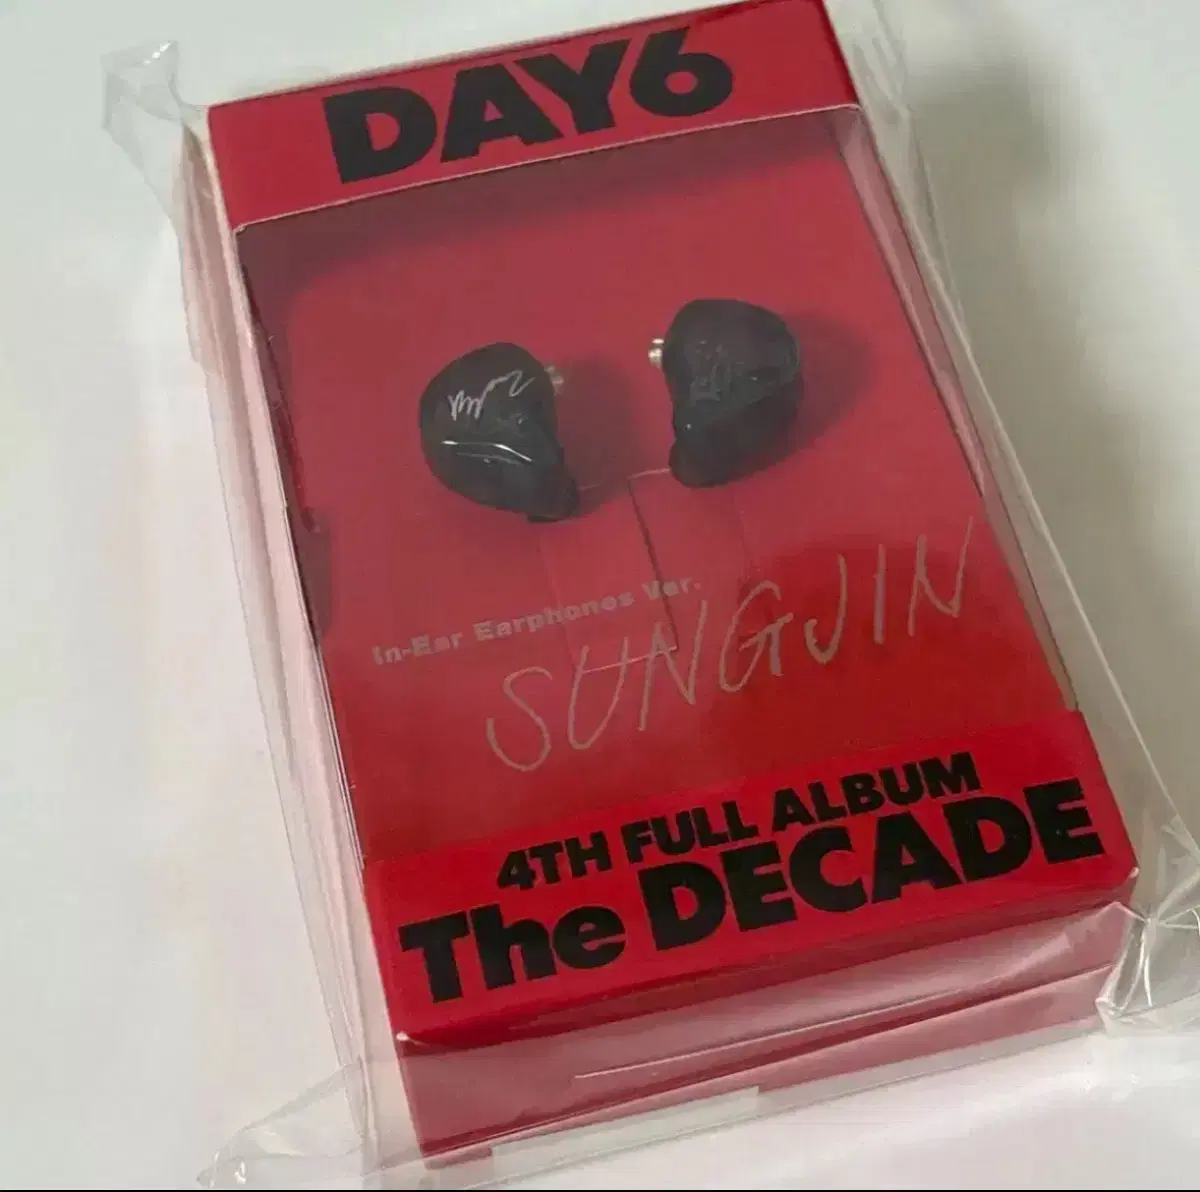 DAY6
In-Ear Earphones Ver.
SUNGJIN
4TH FULL ALBUM
The DECADE